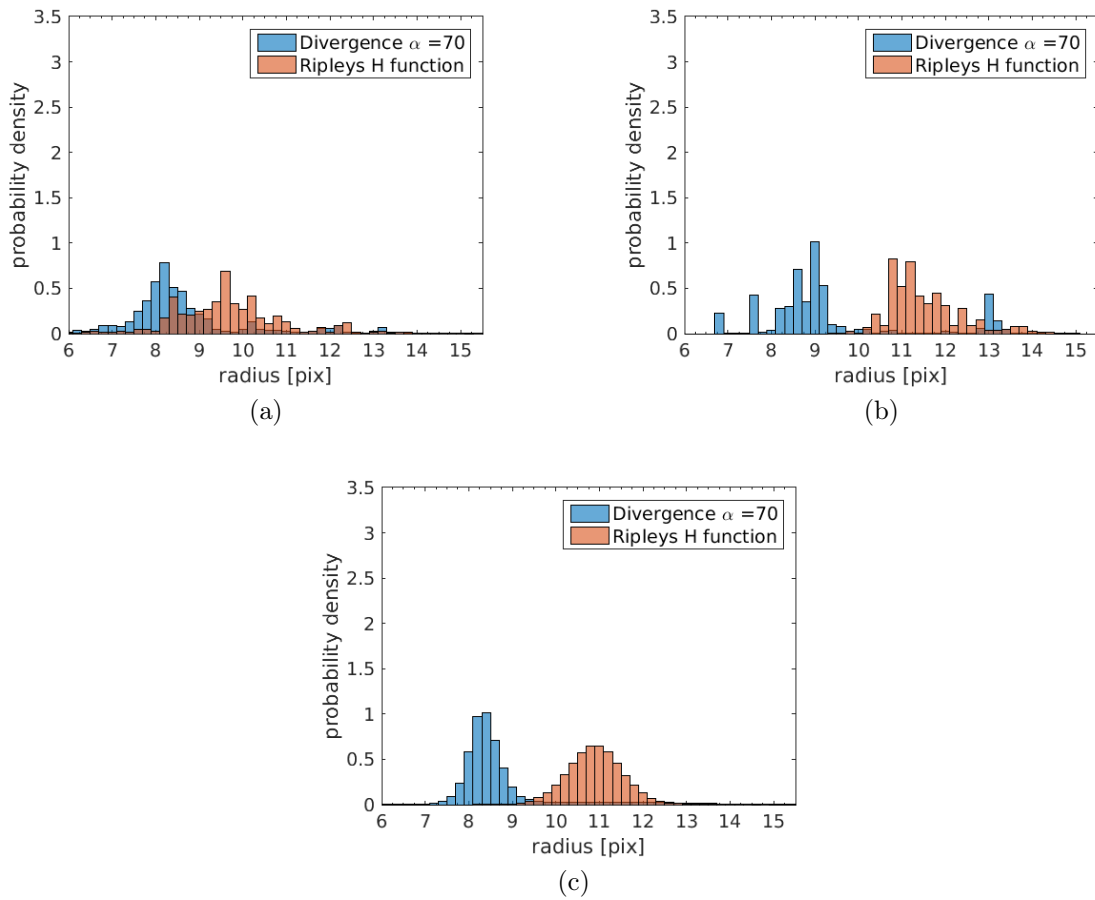 3.5
3
2.5
2
1.5
1
0.5
0
probability density
6 7 8 9 10 11 12 13 14 15
radius [pix]
Divergence α =70
Ripleys H function
(a)
3.5
3
2.5
2
1.5
1
0.5
0
probability density
6 7 8 9 10 11 12 13 14 15
radius [pix]
Divergence α =70
Ripleys H function
(b)
3.5
3
2.5
2
1.5
1
0.5
0
probability density
6 7 8 9 10 11 12 13 14 15
radius [pix]
Divergence α =70
Ripleys H function
(c)